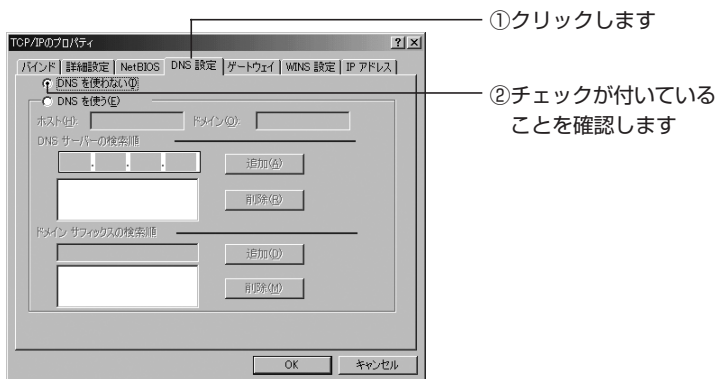 ①クリックします
TCP/IPのプロパティ
バインド 詳細設定 NetBIOS DNS 設定 ゲートウェイ WINS 設定 IP アドレス
DNS を使わない(I)
②チェックが付いている
ことを確認します
DNS を使う(E)
ホスト(H): ドメイン(O):
DNS サーバーの検索順
. . . 追加(A)
削除(R)
ドメイン サフィックスの検索順
追加(D)
削除(M)
OK キャンセル